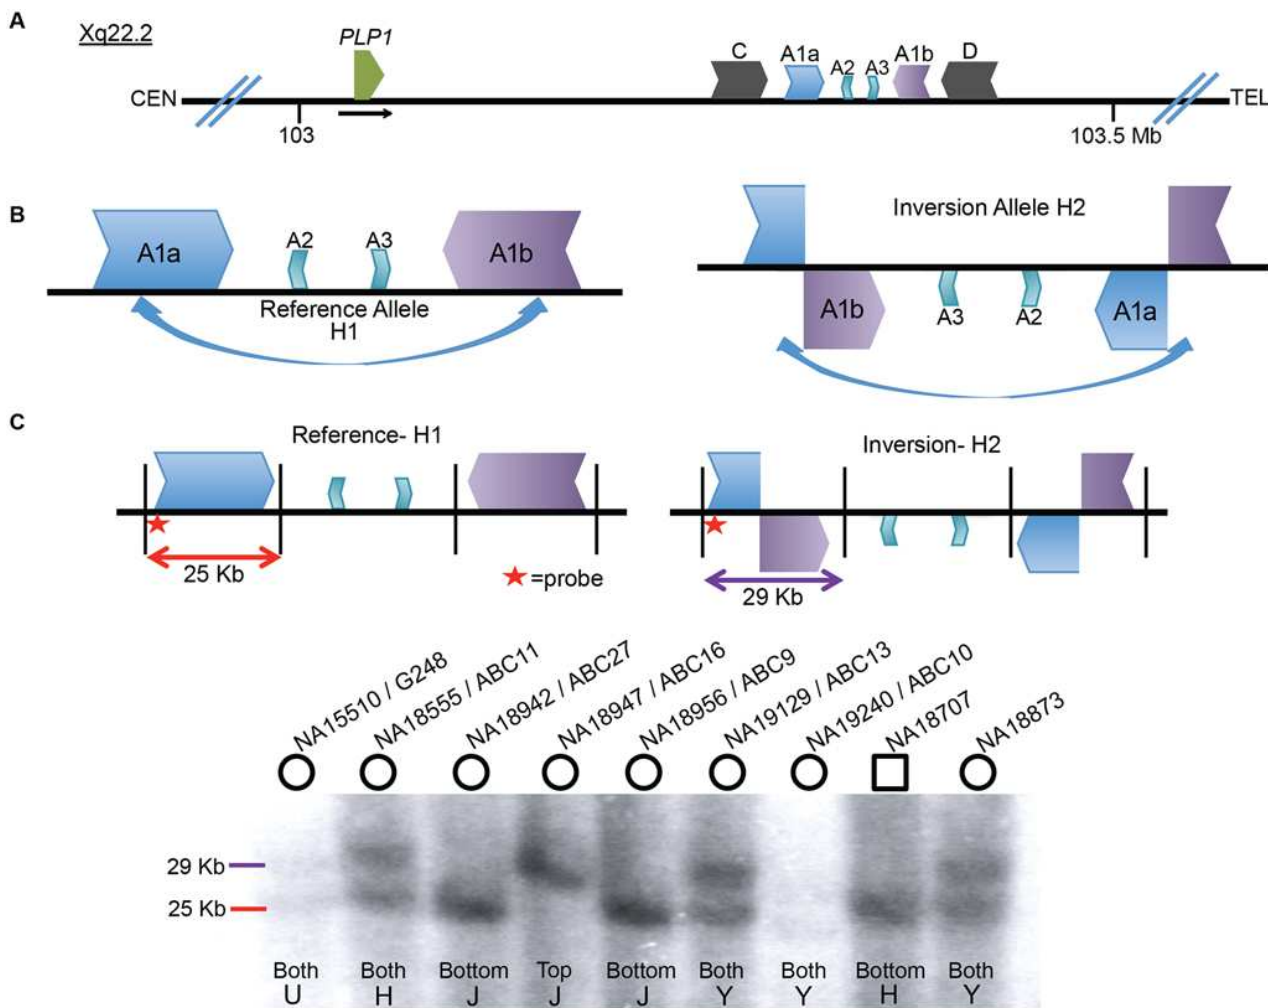 A
Xq22.2
PLP1
C
A1a
A2
A3
A1b
D
CEN
TEL
103
103.5 Mb
B
A1a
A2
A3
A1b
Reference Allele
H1
Inversion Allele H2
A1b
A3
A2
A1a
C
Reference- H1
Inversion- H2
25 Kb
=probe
29 Kb
NA15510 / G248
NA18555 / ABC11
NA18942 / ABC27
NA18947 / ABC16
NA18956 / ABC9
NA19129 / ABC13
NA19240 / ABC10
NA18707
NA18873
29 Kb
25 Kb
Both Both Bottom Top Bottom Both Both Bottom Both
U H J J J Y Y H Y